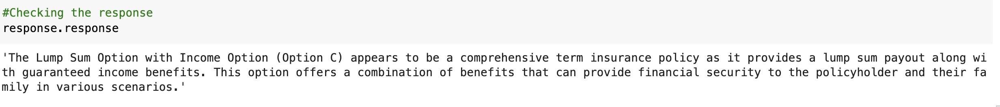 #Checking the response
response.response
'The Lump Sum Option with Income Option (Option C) appears to be a comprehensive term insurance policy as it provides a lump sum payout along wi
th guaranteed income benefits. This option offers a combination of benefits that can provide financial security to the policyholder and their fa
mily in various scenarios.'